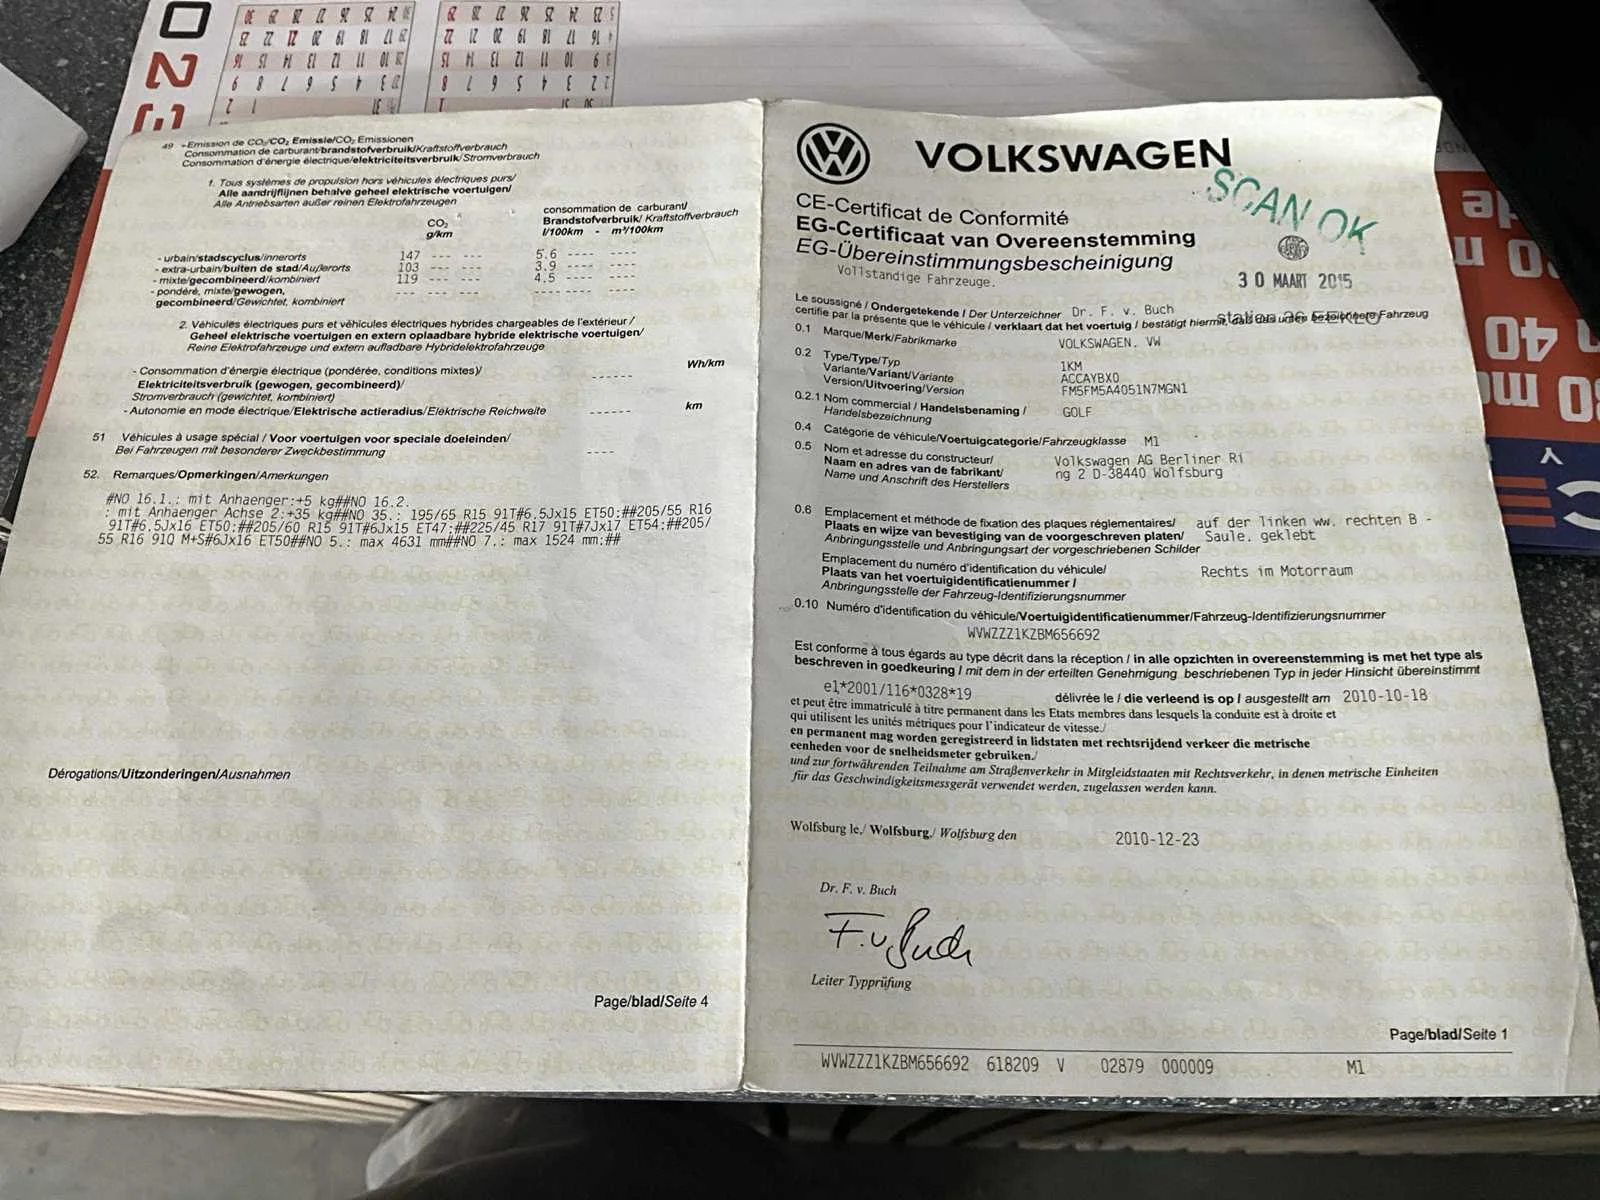 49 Emission de CO₂/CO₂ Emissie/CO₂ Emissionen
Consommation de carburant/brandstofverbruik/Kraftstoffverbrauch
Consommation d'énergie électrique/elektriciteitsverbruik/Stromverbrauch
1. Tous systèmes de propulsion hors véhicules électriques purs/
Alle aandrijflijnen behalve geheel elektrische voertuigen/
Alle Antriebsarten außer reinen Elektrofahrzeugen
CO₂
g/km
consommation de carburant/
Brandstofverbruik/ Kraftstoffverbrauch
l/100km - m³/100km
- urbain/stadscyclus/innerorts 147 --- --- 5.6 ---- ----
- extra-urbain/buiten de stad/Außerorts 103 --- --- 3.9 ---- ----
- mixte/gecombineerd/kombiniert 119 --- --- 4.5 ---- ----
- pondéré, mixte/gewogen, --- --- --- ---- ---- ----
gecombineerd/Gewichtet, kombiniert
2. Véhicules électriques purs et véhicules électriques hybrides chargeables de l'extérieur /
Geheel elektrische voertuigen en extern oplaadbare hybride elektrische voertuigen/
Reine Elektrofahrzeuge und extern aufladbare Hybridelektrofahrzeuge
- Consommation d'énergie électrique (pondérée, conditions mixtes)/ ------ Wh/km
Elektriciteitsverbruik (gewogen, gecombineerd)/
Stromverbrauch (gewichtet, kombiniert)
- Autonomie en mode électrique/Elektrische actieradius/Elektrische Reichweite ------ km
51 Véhicules à usage spécial / Voor voertuigen voor speciale doeleinden/
Bei Fahrzeugen mit besonderer Zweckbestimmung ----
52. Remarques/Opmerkingen/Anmerkungen
#NO 16.1.: mit Anhaenger:+5 kg##NO 16.2.
: mit Anhaenger Achse 2:+35 kg##NO 35.: 195/65 R15 91T#6.5Jx15 ET50:##205/55 R16
91T#6.5Jx16 ET50:##205/60 R15 91T#6Jx15 ET47:##225/45 R17 91T#7Jx17 ET54:##205/
55 R16 91Q M+S#6Jx16 ET50##NO 5.: max 4631 mm##NO 7.: max 1524 mm:##
Dérogations/Uitzonderingen/Ausnahmen
Page/blad/Seite 4
VOLKSWAGEN
SCAN OK
30 MAART 2015
station 36 EEKLO
CE-Certificat de Conformité
EG-Certificaat van Overeenstemming
EG-Übereinstimmungsbescheinigung
Vollstandige Fahrzeuge.
Le soussigné / Ondergetekende / Der Unterzeichner Dr. F. v. Buch
certifie par la présente que le véhicule / verklaart dat het voertuig / bestätigt hiermit, daß das unten bezeichnete Fahrzeug
0.1 Marque/Merk/Fabrikmarke VOLKSWAGEN. VW
0.2 Type/Type/Typ 1KM
Variante/Variant/Variante ACCAYBX0
Version/Uitvoering/Version FM5FM5A4051N7MGN1
0.2.1 Nom commercial / Handelsbenaming / GOLF
Handelsbezeichnung
0.4 Catégorie de véhicule/Voertuigcategorie/Fahrzeugklasse M1
0.5 Nom et adresse du constructeur/ Volkswagen AG Berliner Ri
Naam en adres van de fabrikant/ ng 2 D-38440 Wolfsburg
Name und Anschrift des Herstellers
0.6 Emplacement et méthode de fixation des plaques réglementaires/ auf der linken ww. rechten B -
Plaats en wijze van bevestiging van de voorgeschreven platen/ Saule. geklebt
Anbringungsstelle und Anbringungsart der vorgeschriebenen Schilder
Emplacement du numéro d'identification du véhicule/ Rechts im Motorraum
Plaats van het voertuigidentificatienummer /
Anbringungsstelle der Fahrzeug-Identifizierungsnummer
0.10 Numéro d'identification du véhicule/Voertuigidentificatienummer/Fahrzeug-Identifizierungsnummer
WVWZZZ1KZBM656692
Est conforme à tous égards au type décrit dans la réception / in alle opzichten in overeenstemming is met het type als
beschreven in goedkeuring / mit dem in der erteilten Genehmigung beschriebenen Typ in jeder Hinsicht übereinstimmt
e1*2001/116*0328*19 délivrée le / die verleend is op / ausgestellt am 2010-10-18
et peut être immatriculé à titre permanent dans les Etats membres dans lesquels la conduite est à droite et
qui utilisent les unités métriques pour l'indicateur de vitesse./
en permanent mag worden geregistreerd in lidstaten met rechtsrijdend verkeer die metrische
eenheden voor de snelheidsmeter gebruiken./
und zur fortwährenden Teilnahme am Straßenverkehr in Mitgleidstaaten mit Rechtsverkehr, in denen metrische Einheiten
für das Geschwindigkeitsmessgerät verwendet werden, zugelassen werden kann.
Wolfsburg le,/ Wolfsburg,/ Wolfsburg den 2010-12-23
Dr. F. v. Buch
F. v. Buch
Leiter Typprüfung
Page/blad/Seite 1
WVWZZZ1KZBM656692 618209 V 02879 000009 M1